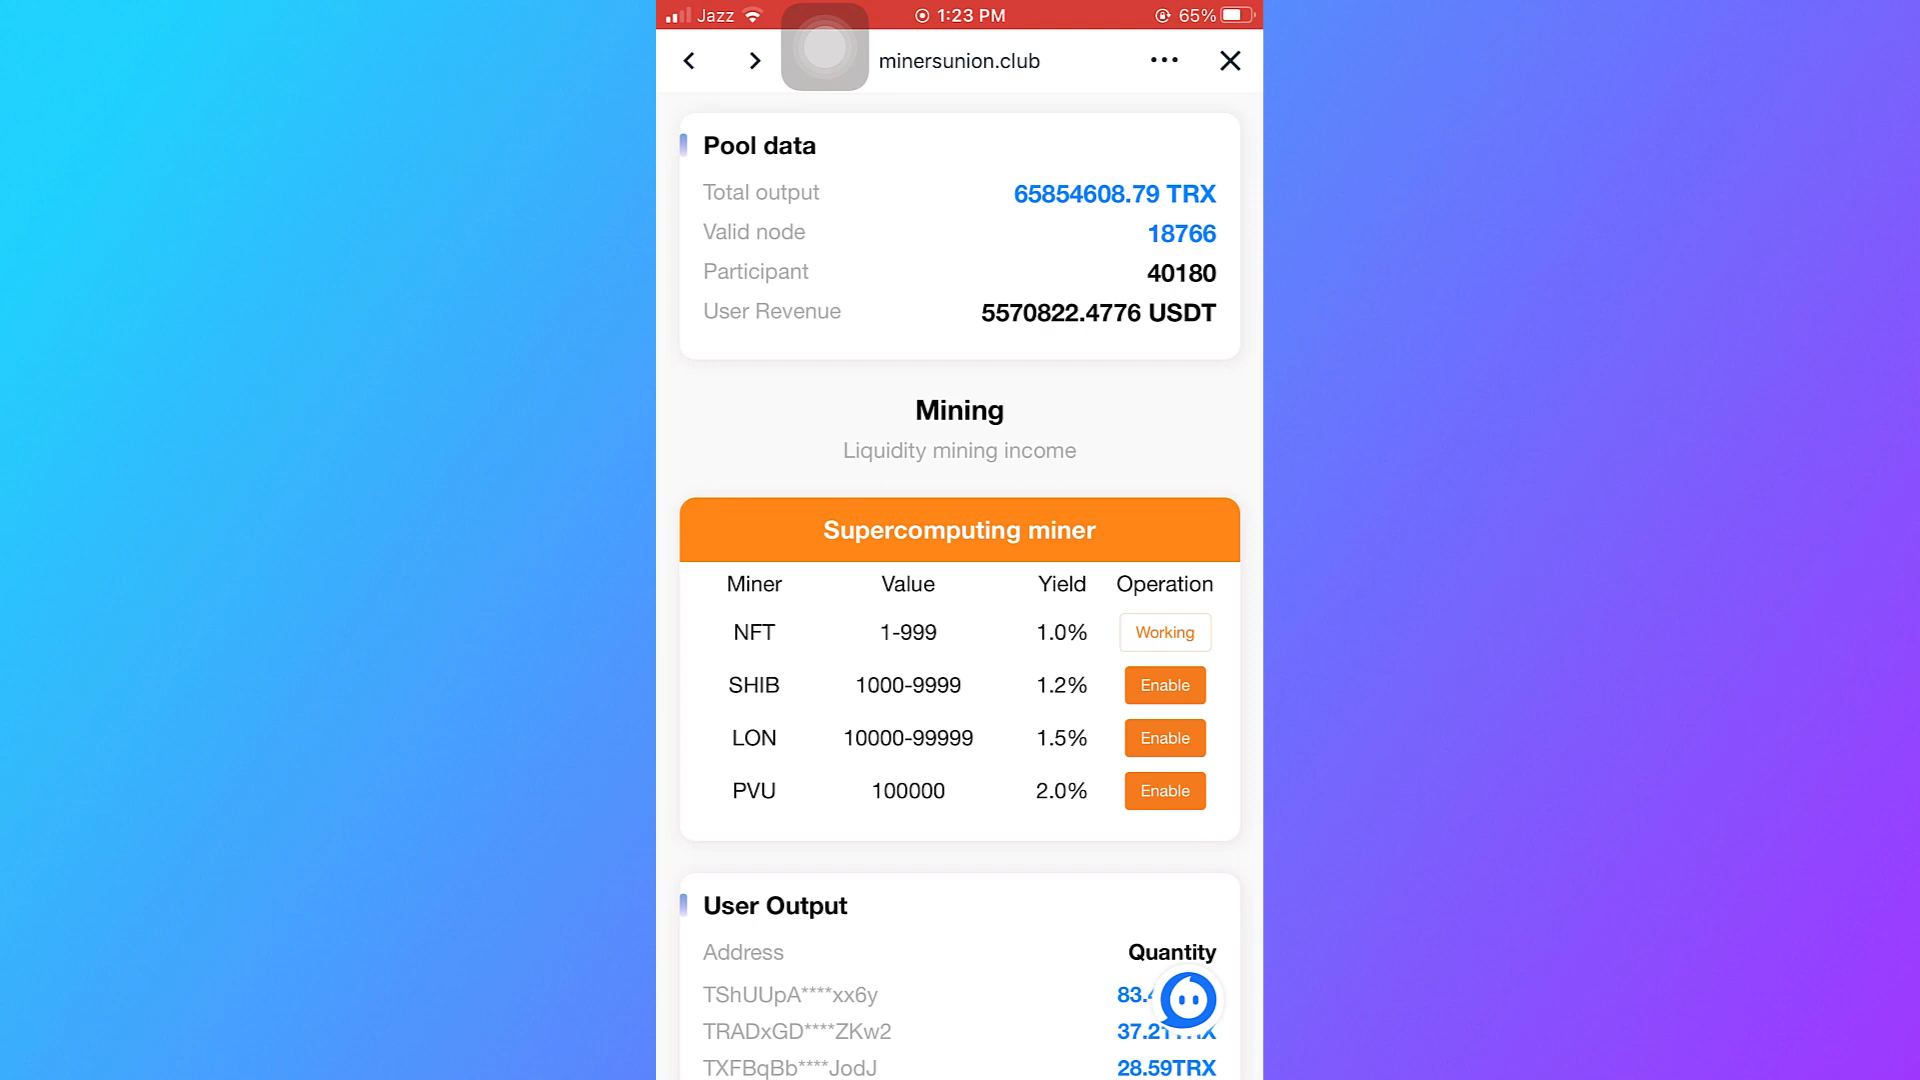 Jazz 1:23 PM 65%
minersunion.club
Pool data
Total output 65854608.79 TRX
Valid node 18766
Participant 40180
User Revenue 5570822.4776 USDT
Mining
Liquidity mining income
Supercomputing miner
Miner Value Yield Operation
NFT 1-999 1.0% Working
SHIB 1000-9999 1.2% Enable
LON 10000-99999 1.5% Enable
PVU 100000 2.0% Enable
User Output
Address Quantity
TShUUpA****xx6y
TRADxGD****ZKw2
TXFBqBb****JodJ 28.59TRX